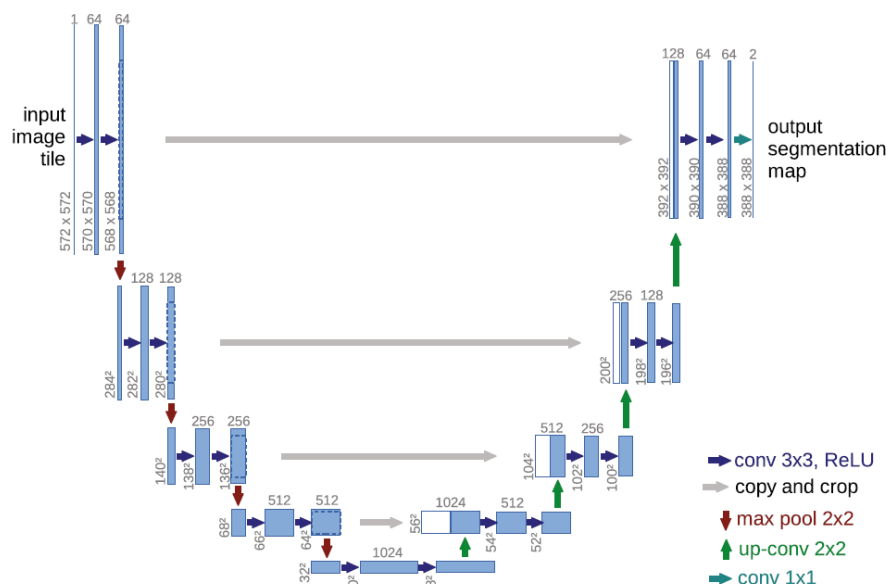 1 64 64
128 64 64 2
input
image
tile
output
segmentation
map
572 x 572
570 x 570
568 x 568
392 x 392
390 x 390
388 x 388
388 x 388
128 128
256 128
284²
282²
280²
200²
198²
196²
256 256
512 256
140²
138²
136²
104²
102²
100²
512 512
1024 512
68²
66²
64²
56²
54²
52²
1024
32²
conv 3x3, ReLU
copy and crop
max pool 2x2
up-conv 2x2
conv 1x1